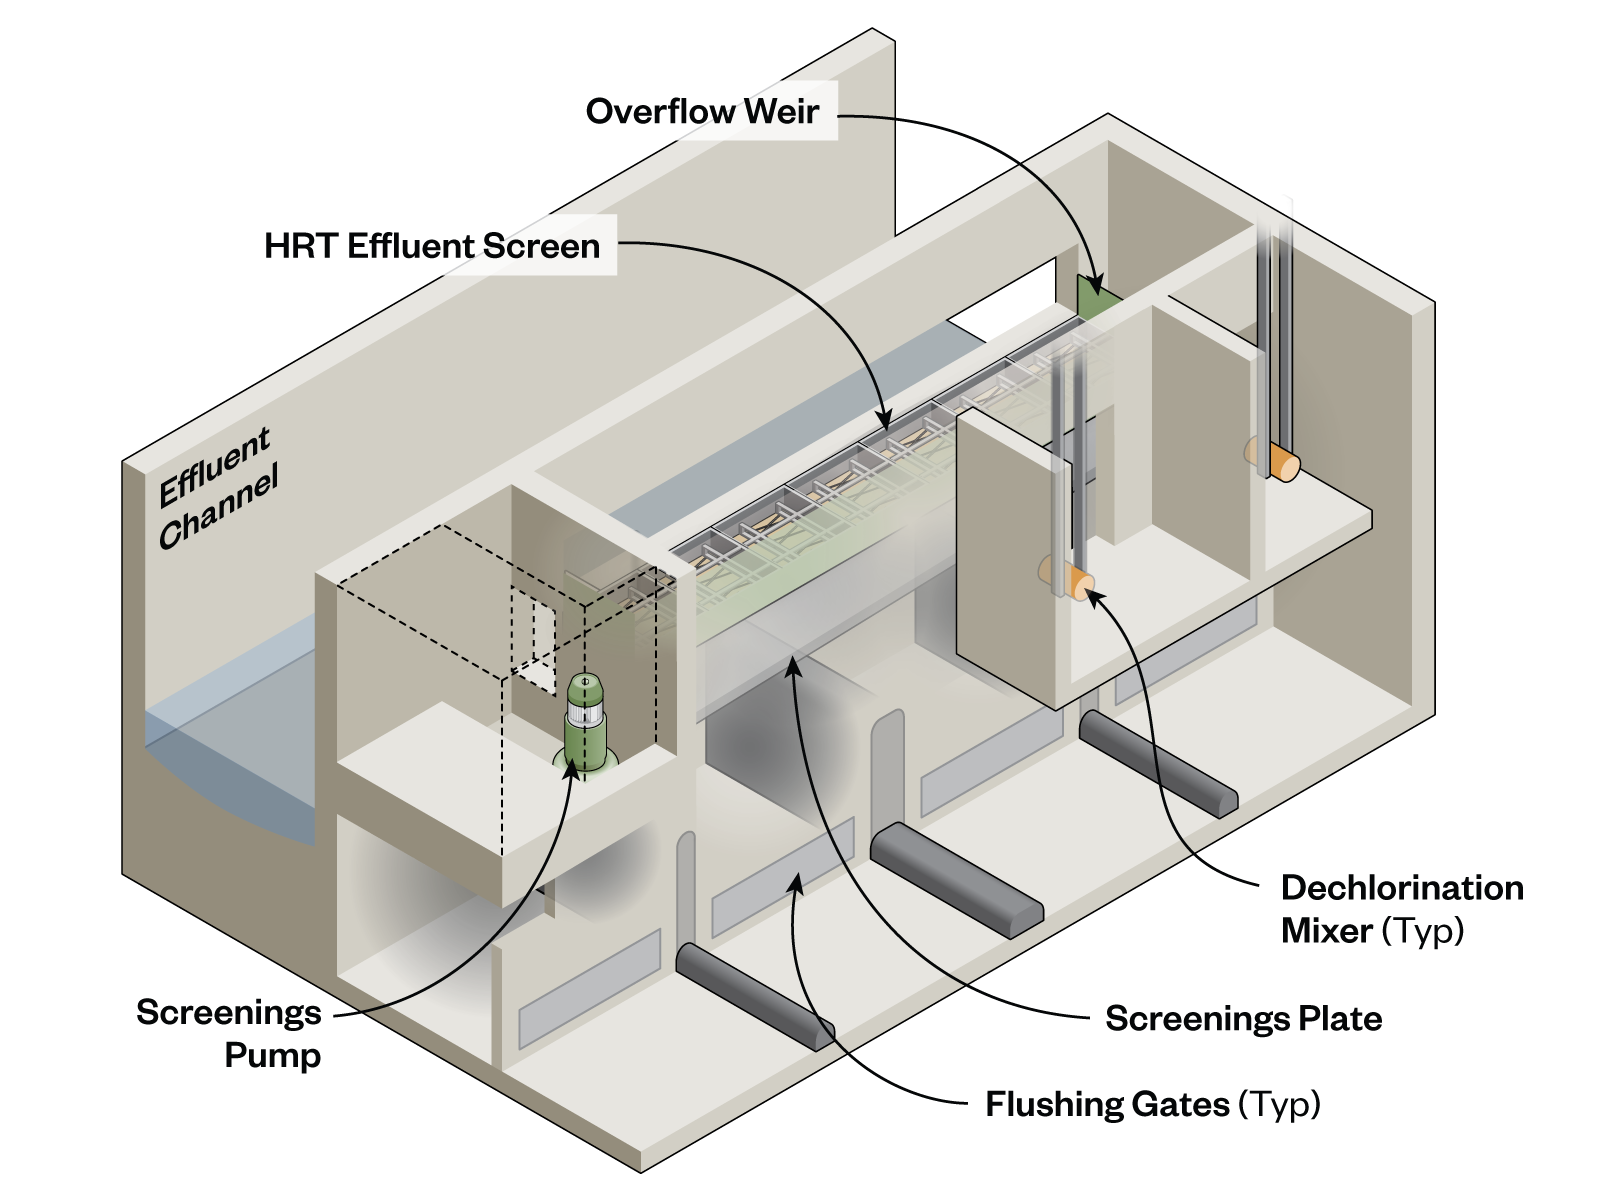 Overflow Weir
HRT Effluent Screen
Effluent
Channel
Dechlorination
Mixer (Typ)
Screenings
Pump
Screenings Plate
Flushing Gates (Typ)